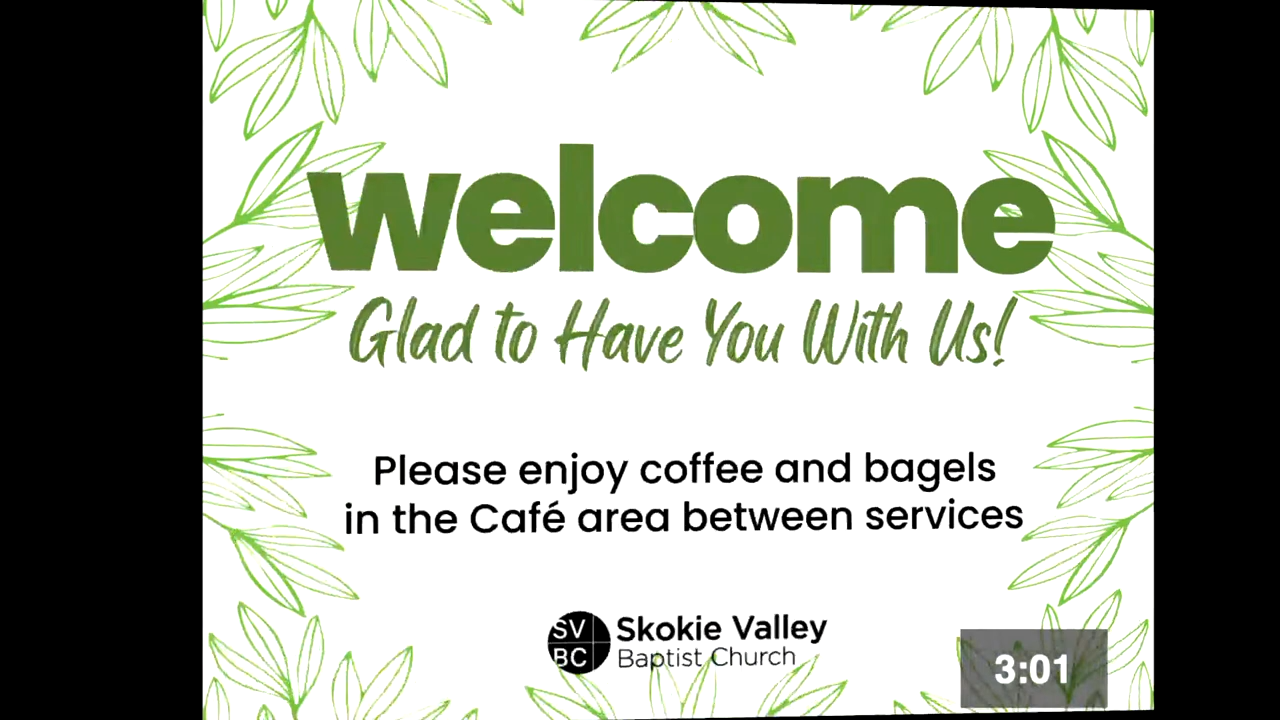 welcome
Glad to Have You With Us!
Please enjoy coffee and bagels
in the Café area between services
SV
BC
Skokie Valley
Baptist Church
3:01